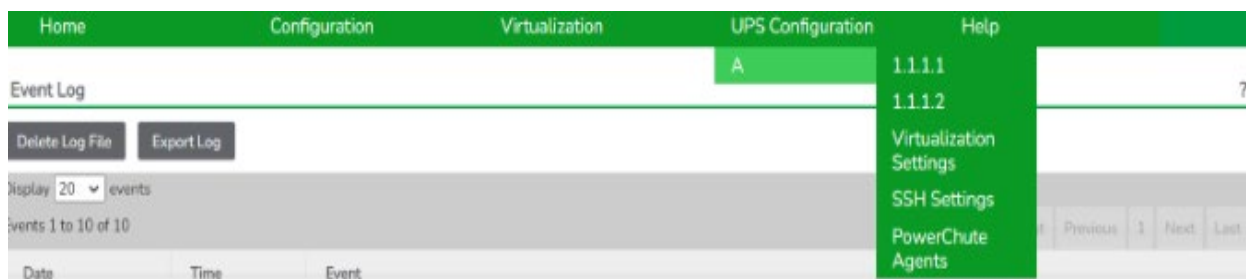 Home Configuration Virtualization UPS Configuration Help
A
1.1.1.1
1.1.1.2
Virtualization
Settings
SSH Settings
PowerChute
Agents
Event Log ?
Delete Log File Export Log
Display 20 events
Events 1 to 10 of 10
Previous 1 Next Last
Date Time Event